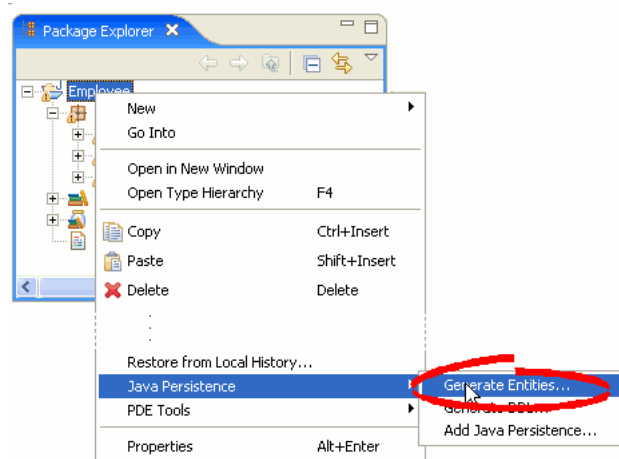 Package Explorer
Employee
New
Go Into
Open in New Window
Open Type Hierarchy F4
Copy Ctrl+Insert
Paste Shift+Insert
Delete Delete
Restore from Local History...
Java Persistence
PDE Tools
Properties Alt+Enter
Generate Entities...
Generate DDL...
Add Java Persistence...